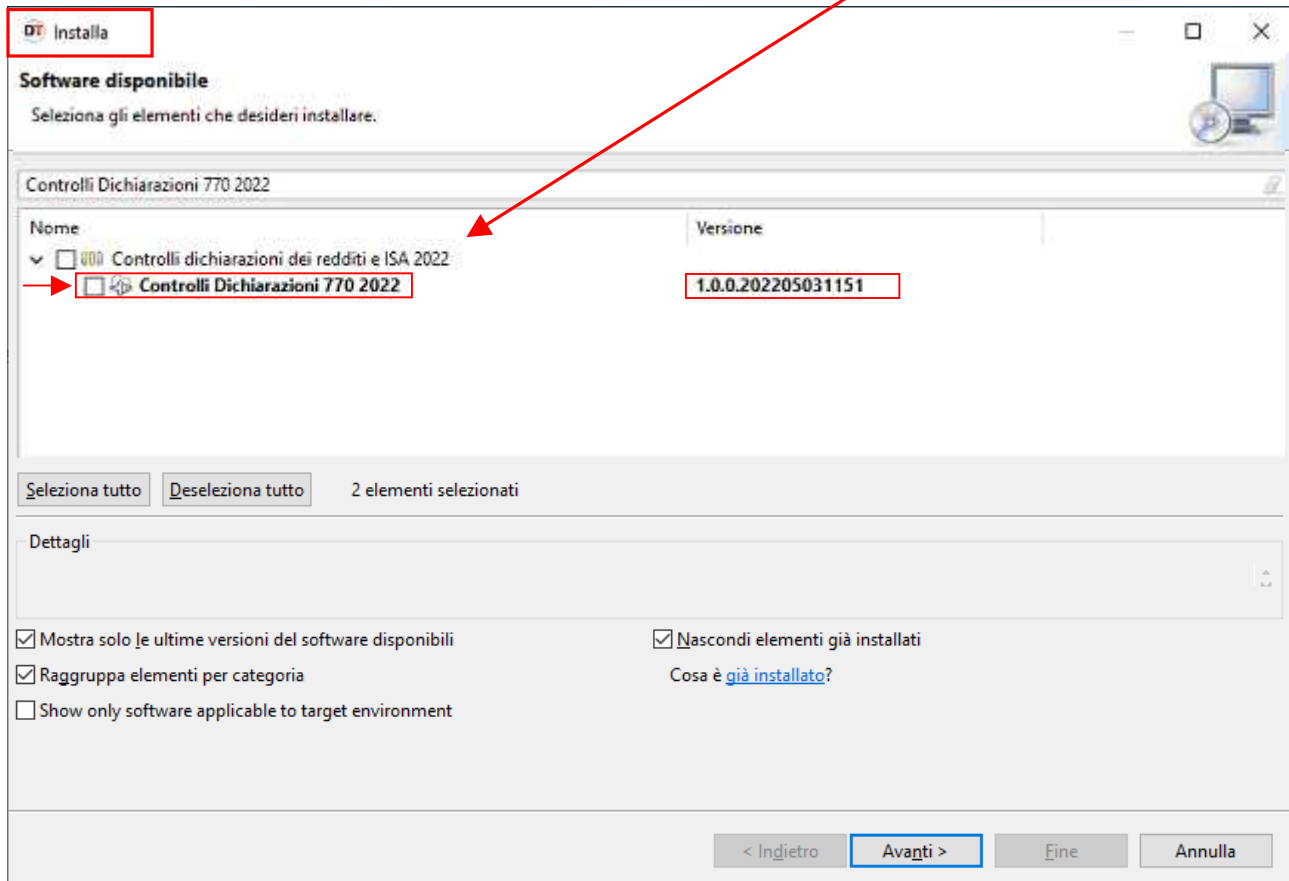 DT Installa
Software disponibile
Seleziona gli elementi che desideri installare.
Controlli Dichiarazioni 770 2022
Nome Versione
Controlli dichiarazioni dei redditi e ISA 2022
Controlli Dichiarazioni 770 2022 1.0.0.202205031151
Seleziona tutto Deseleziona tutto 2 elementi selezionati
Dettagli
Mostra solo le ultime versioni del software disponibili Nascondi elementi già installati
Raggruppa elementi per categoria Cosa è già installato?
Show only software applicable to target environment
< Indietro Avanti > Fine Annulla